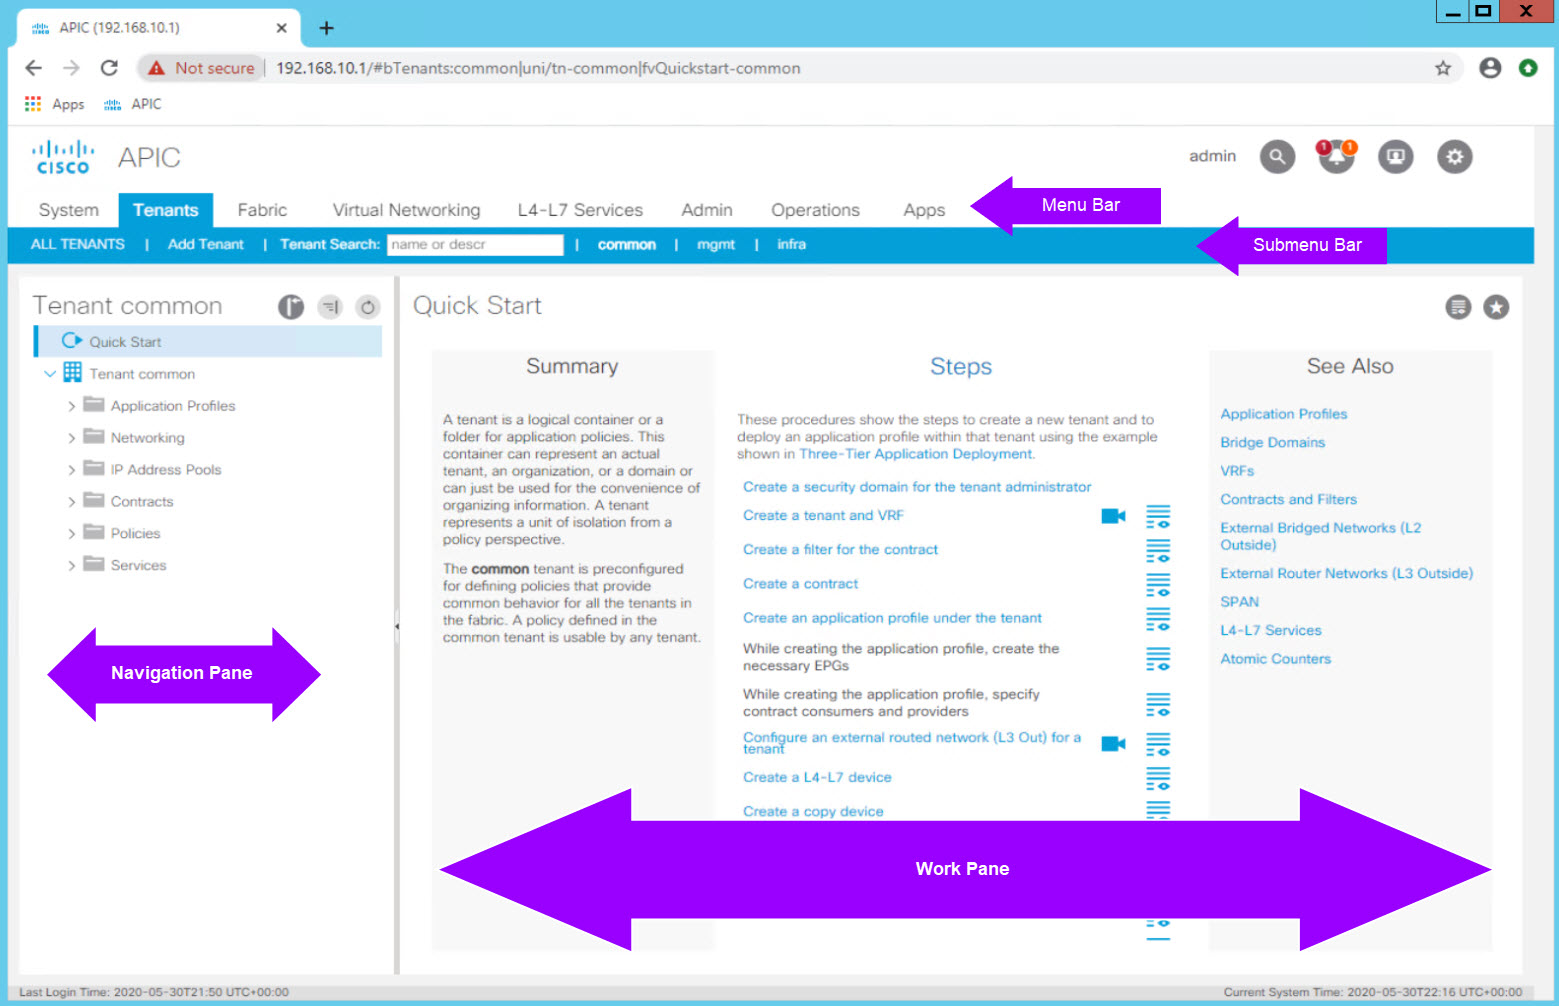 APIC (192.168.10.1)
Not secure 192.168.10.1/#bTenants:common|uni/tn-common|fvQuickstart-common
Apps APIC
CISCO APIC
admin
1 1
System Tenants Fabric Virtual Networking L4-L7 Services Admin Operations Apps
Menu Bar
ALL TENANTS | Add Tenant | Tenant Search: name or descr | common | mgmt | infra
Submenu Bar
Tenant common
Quick Start
Tenant common
Application Profiles
Networking
IP Address Pools
Contracts
Policies
Services
Navigation Pane
Quick Start
Summary
A tenant is a logical container or a
folder for application policies. This
container can represent an actual
tenant, an organization, or a domain or
can just be used for the convenience of
organizing information. A tenant
represents a unit of isolation from a
policy perspective.
The common tenant is preconfigured
for defining policies that provide
common behavior for all the tenants in
the fabric. A policy defined in the
common tenant is usable by any tenant.
Steps
These procedures show the steps to create a new tenant and to
deploy an application profile within that tenant using the example
shown in Three-Tier Application Deployment.
Create a security domain for the tenant administrator
Create a tenant and VRF
Create a filter for the contract
Create a contract
Create an application profile under the tenant
While creating the application profile, create the
necessary EPGs
While creating the application profile, specify
contract consumers and providers
Configure an external routed network (L3 Out) for a
tenant
Create a L4-L7 device
Create a copy device
See Also
Application Profiles
Bridge Domains
VRFs
Contracts and Filters
External Bridged Networks (L2
Outside)
External Router Networks (L3 Outside)
SPAN
L4-L7 Services
Atomic Counters
Work Pane
Last Login Time: 2020-05-30T21:50 UTC+00:00
Current System Time: 2020-05-30T22:16 UTC+00:00